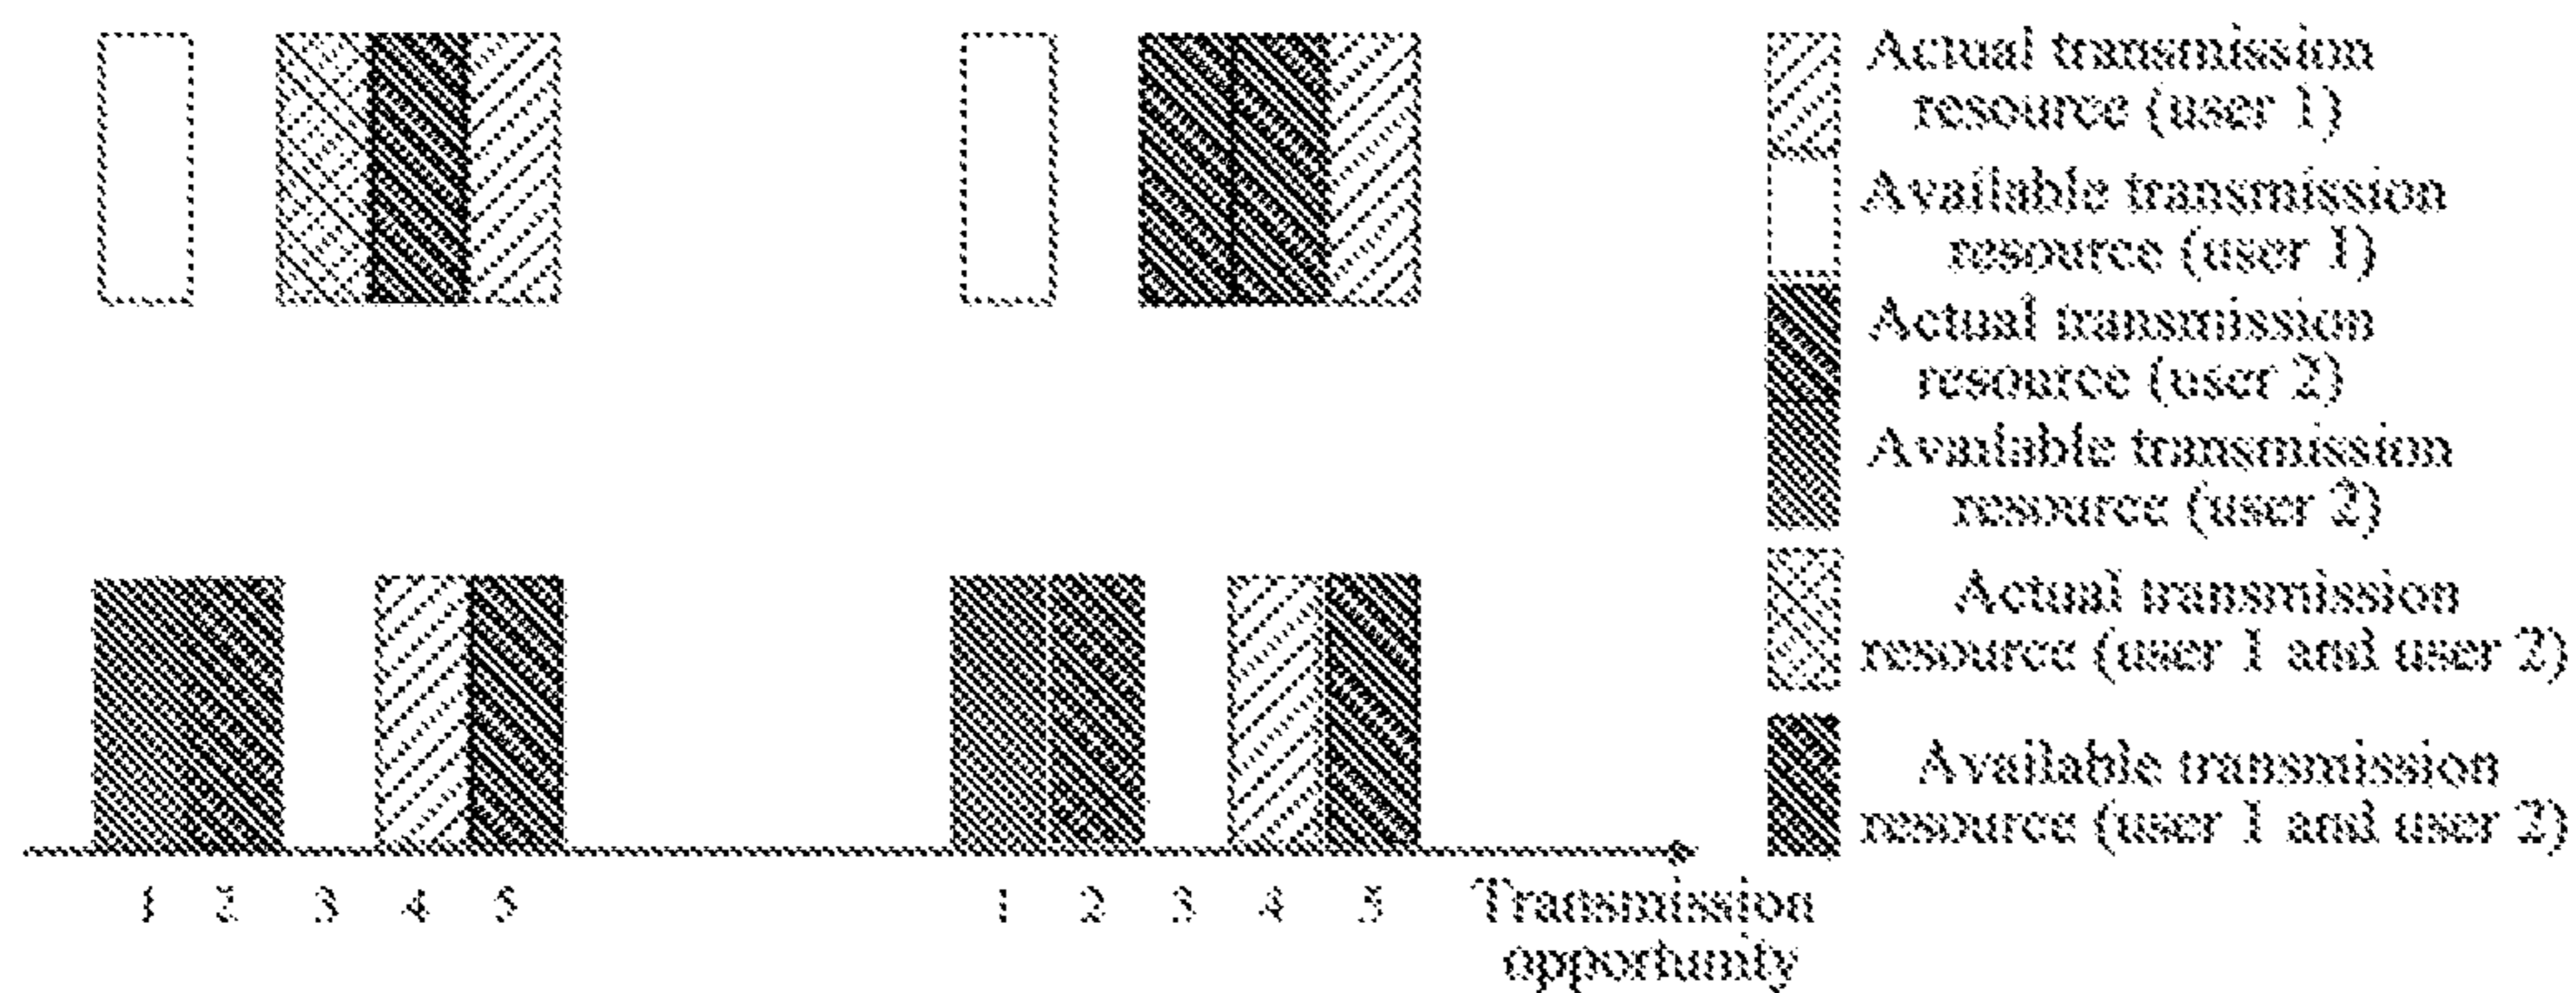 Actual transmission
resource (user 1)
Available transmission
resource (user 1)
Actual transmission
resource (user 2)
Available transmission
resource (user 2)
Actual transmission
resource (user 1 and user 2)
Available transmission
resource (user 1 and user 2)
1 2 3 4 5 1 2 3 4 5 Transmission
opportunity